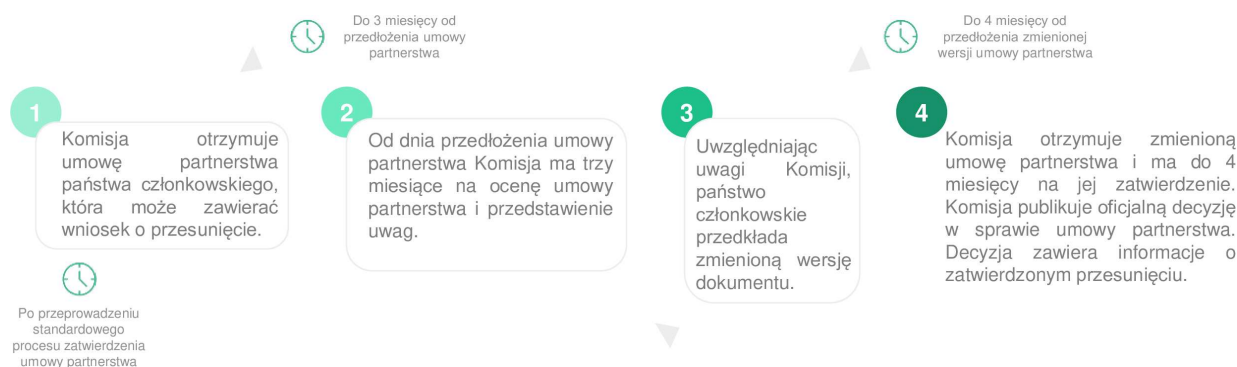 Do 3 miesięcy od
przedłożenia umowy
partnerstwa
Do 4 miesięcy od
przedłożenia zmienionej
wersji umowy partnerstwa
1
Komisja otrzymuje
umowę partnerstwa
państwa członkowskiego,
która może zawierać
wniosek o przesunięcie.
Po przeprowadzeniu
standardowego
procesu zatwierdzenia
umowy partnerstwa
2
Od dnia przedłożenia umowy
partnerstwa Komisja ma trzy
miesiące na ocenę umowy
partnerstwa i przedstawienie
uwag.
3
Uwzględniając
uwagi Komisji,
państwo
członkowskie
przedkłada
zmienioną wersję
dokumentu.
4
Komisja otrzymuje zmienioną
umowę partnerstwa i ma do 4
miesięcy na jej zatwierdzenie.
Komisja publikuje oficjalną decyzję
w sprawie umowy partnerstwa.
Decyzja zawiera informacje o
zatwierdzonym przesunięciu.